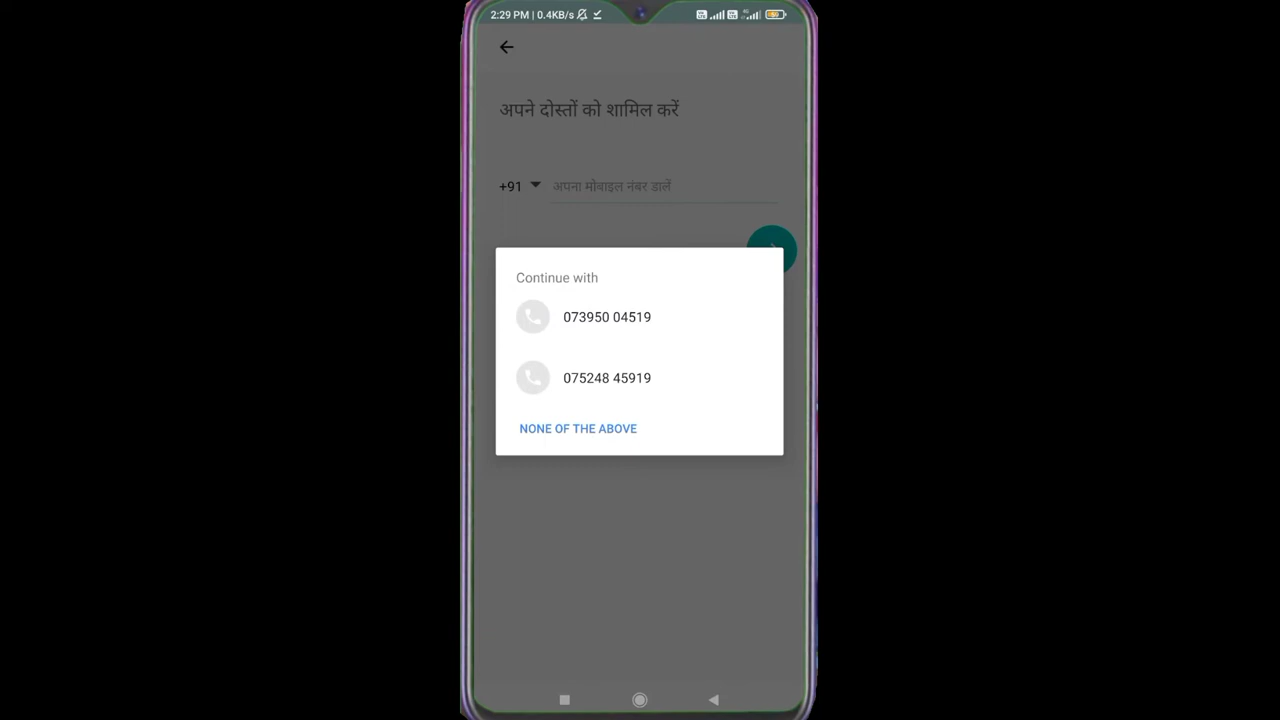 2:29 PM | 0.4KB/s
अपने दोस्तों को शामिल करें
+91 अपना मोबाइल नंबर डालें
Continue with
073950 04519
075248 45919
NONE OF THE ABOVE